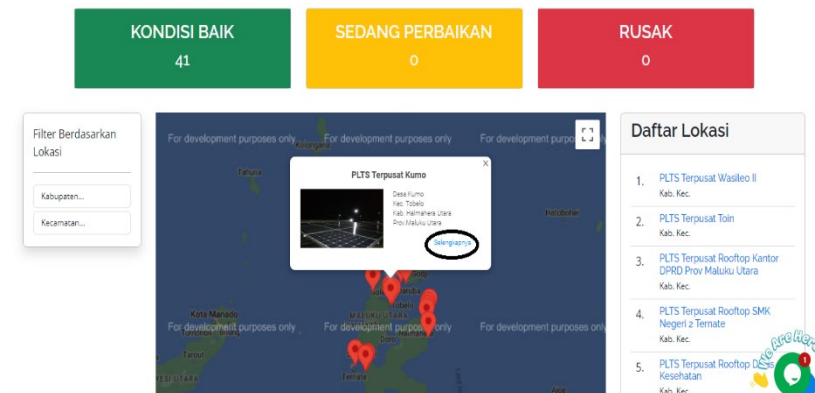 KONDISI BAIK
41
SEDANG PERBAIKAN
0
RUSAK
0
Filter Berdasarkan
Lokasi
Kabupaten...
Kecamatan...
For development purposes only
For development purposes only
For development purpo
Tahuna
PLTS Terpusat Kumo
X
Desa Kumo
Kec. Tobelo
Kab. Halmahera Utara
Prov.Maluku Utara
Selengkapnya
Kota Manado
MALUKU UTARA
For development purposes only
For development purpo
only
For development purposes only
Ternate
Daftar Lokasi
1. PLTS Terpusat Wasileo II
Kab. Kec.
2. PLTS Terpusat Toin
Kab. Kec.
3. PLTS Terpusat Rooftop Kantor
DPRD Prov Maluku Utara
Kab. Kec.
4. PLTS Terpusat Rooftop SMK
Negeri 2 Ternate
Kab. Kec.
5. PLTS Terpusat Rooftop D
Kesehatan
Kab. Kec.
We Are Here
1